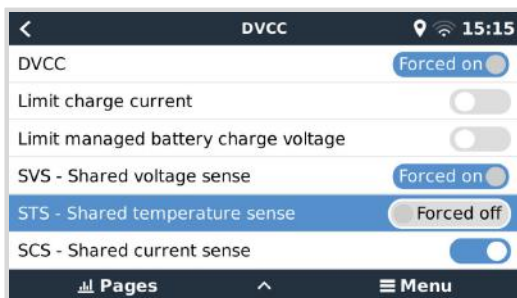 DVCC 15:15
DVCC Forced on
Limit charge current
Limit managed battery charge voltage
SVS - Shared voltage sense Forced on
STS - Shared temperature sense Forced off
SCS - Shared current sense
Pages Menu